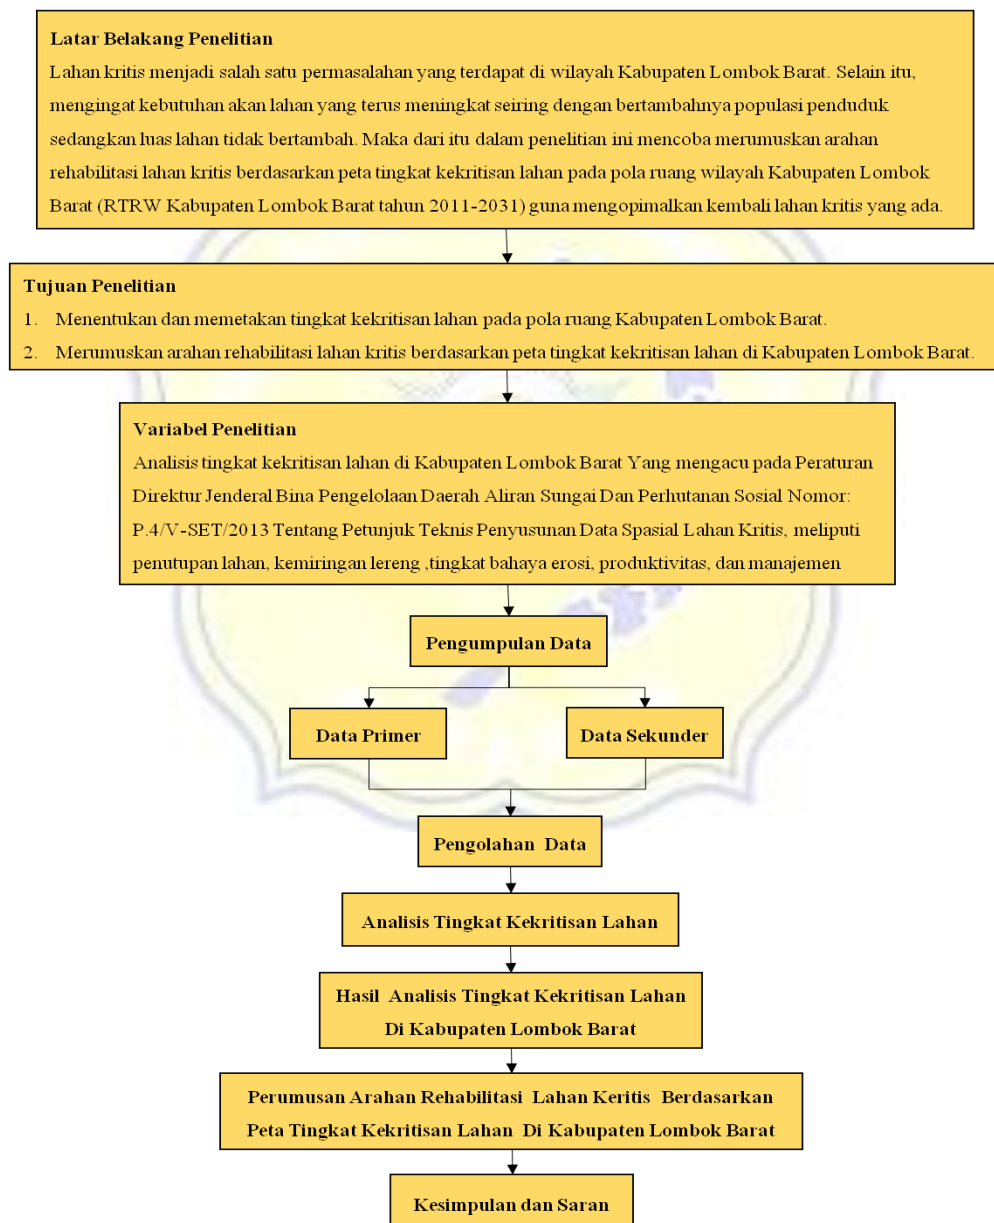 Latar Belakang Penelitian
Lahan kritis menjadi salah satu permasalahan yang terdapat di wilayah Kabupaten Lombok Barat. Selain itu,
mengingat kebutuhan akan lahan yang terus meningkat seiring dengan bertambahnya populasi penduduk
sedangkan luas lahan tidak bertambah. Maka dari itu dalam penelitian ini mencoba merumuskan arahan
rehabilitasi lahan kritis berdasarkan peta tingkat kekritisan lahan pada pola ruang wilayah Kabupaten Lombok
Barat (RTRW Kabupaten Lombok Barat tahun 2011-2031) guna mengopimalkan kembali lahan kritis yang ada.
Tujuan Penelitian
1. Menentukan dan memetakan tingkat kekritisan lahan pada pola ruang Kabupaten Lombok Barat.
2. Merumuskan arahan rehabilitasi lahan kritis berdasarkan peta tingkat kekritisan lahan di Kabupaten Lombok Barat.
Variabel Penelitian
Analisis tingkat kekritisan lahan di Kabupaten Lombok Barat Yang mengacu pada Peraturan
Direktur Jenderal Bina Pengelolaan Daerah Aliran Sungai Dan Perhutanan Sosial Nomor:
P.4/V-SET/2013 Tentang Petunjuk Teknis Penyusunan Data Spasial Lahan Kritis, meliputi
penutupan lahan, kemiringan lereng ,tingkat bahaya erosi, produktivitas, dan manajemen
Pengumpulan Data
Data Primer
Data Sekunder
Pengolahan Data
Analisis Tingkat Kekritisan Lahan
Hasil Analisis Tingkat Kekritisan Lahan
Di Kabupaten Lombok Barat
Perumusan Arahan Rehabilitasi Lahan Keritis Berdasarkan
Peta Tingkat Kekritisan Lahan Di Kabupaten Lombok Barat
Kesimpulan dan Saran